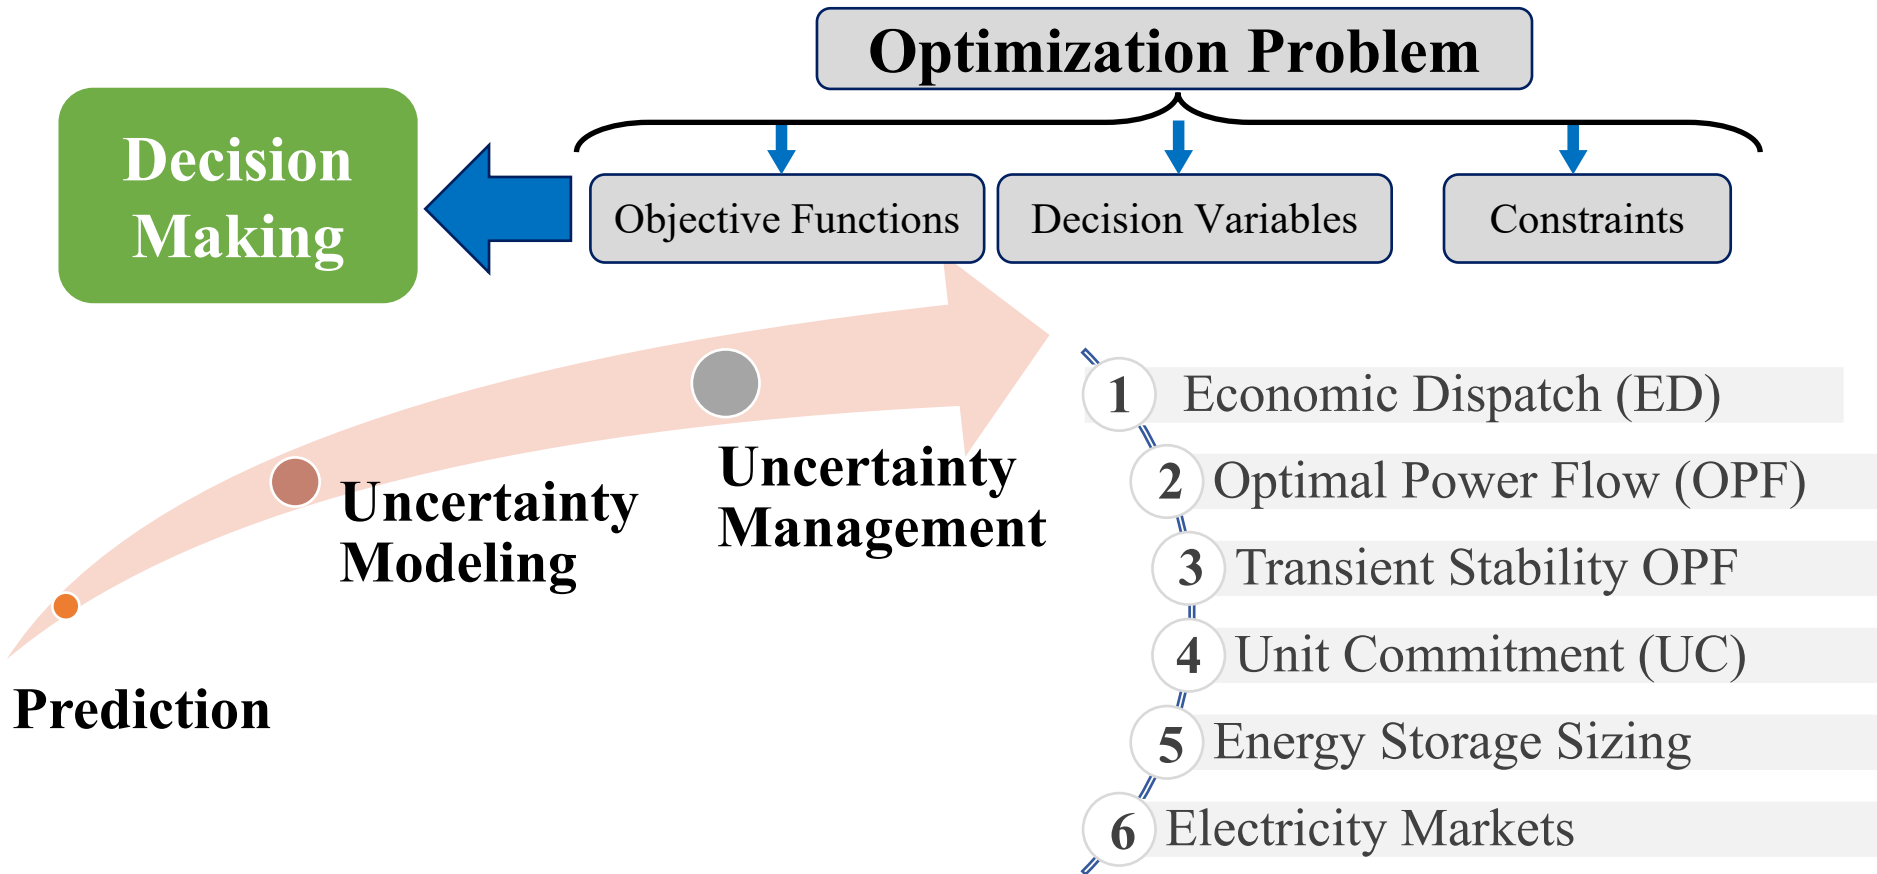 Optimization Problem
Decision
Making
Objective Functions
Decision Variables
Constraints
Prediction
Uncertainty
Modeling
Uncertainty
Management
1 Economic Dispatch (ED)
2 Optimal Power Flow (OPF)
3 Transient Stability OPF
4 Unit Commitment (UC)
5 Energy Storage Sizing
6 Electricity Markets